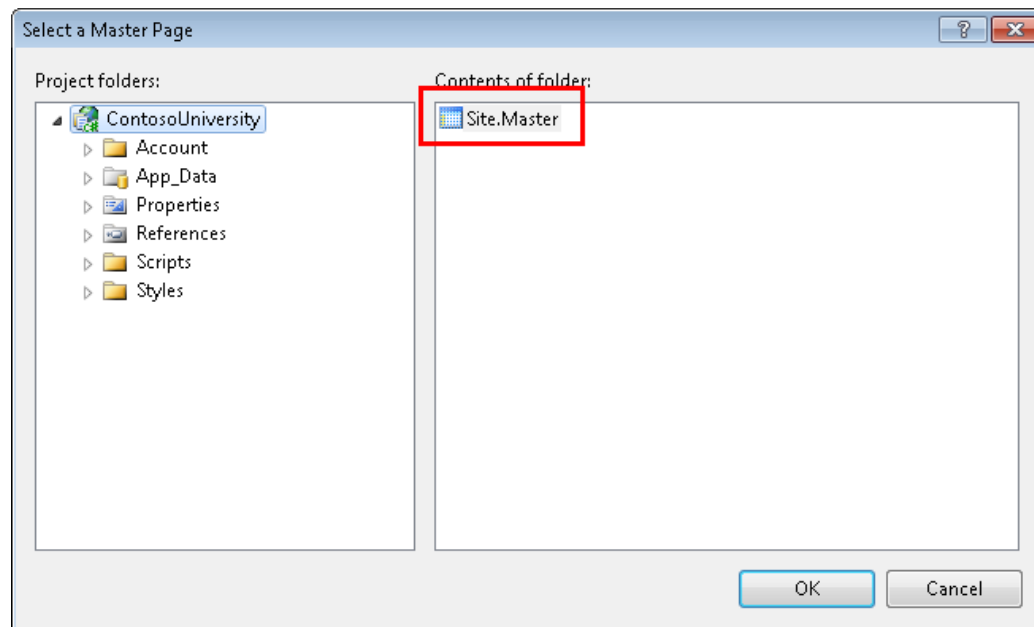 Select a Master Page
Project folders:
Contents of folder:
ContosoUniversity
Account
App_Data
Properties
References
Scripts
Styles
Site.Master
OK
Cancel